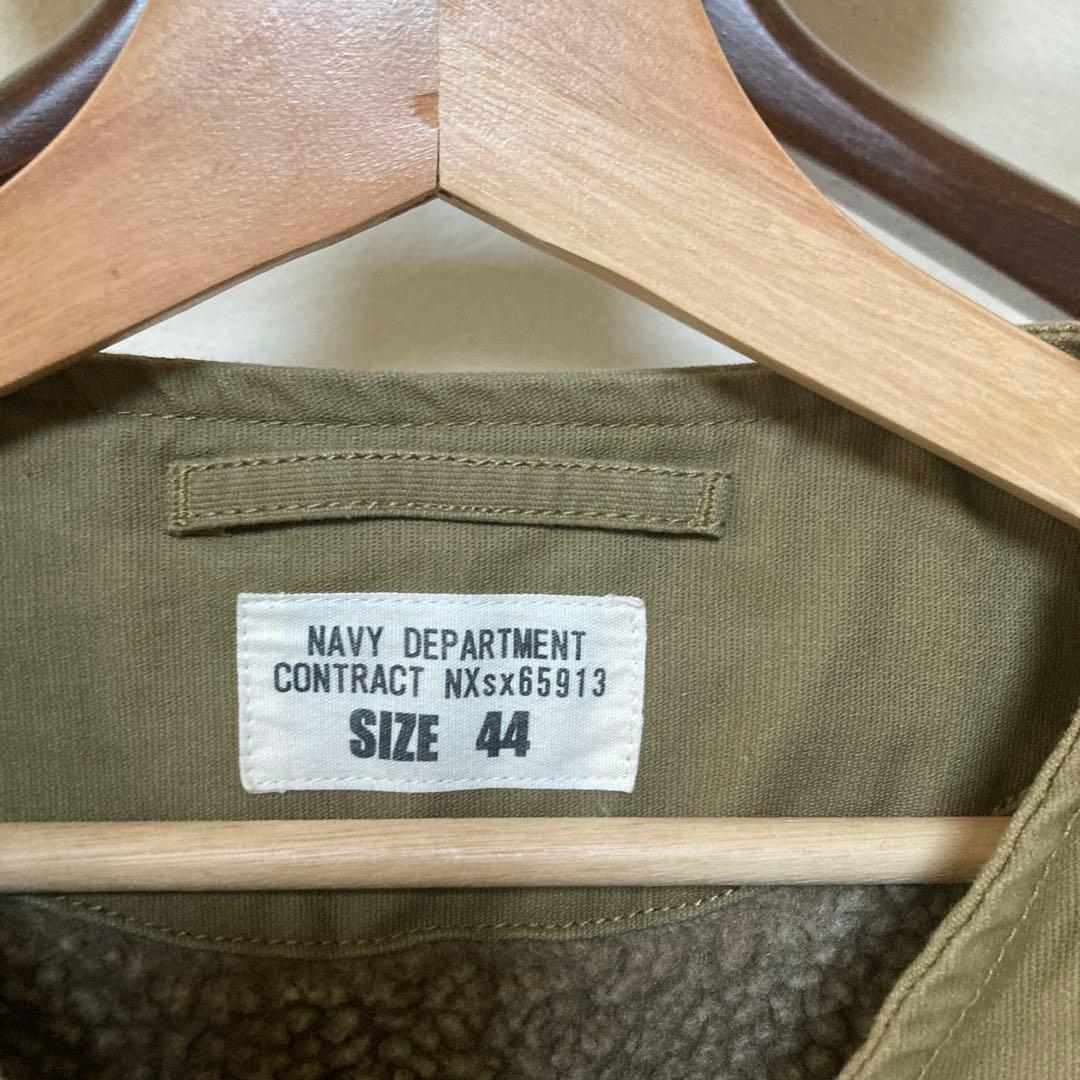 NAVY DEPARTMENT
CONTRACT NXsx65913
SIZE 44